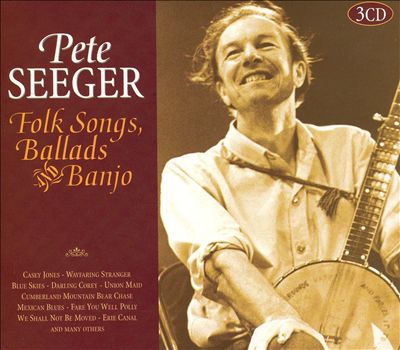 3CD
Pete
SEEGER
Folk Songs,
Ballads
AND Banjo
CASEY JONES - WAYFARING STRANGER
BLUE SKIES - DARLING COREY - UNION MAID
CUMBERLAND MOUNTAIN BEAR CHASE
MEXICAN BLUES - FARE YOU WELL POLLY
WE SHALL NOT BE MOVED - ERIE CANAL
AND MANY OTHERS